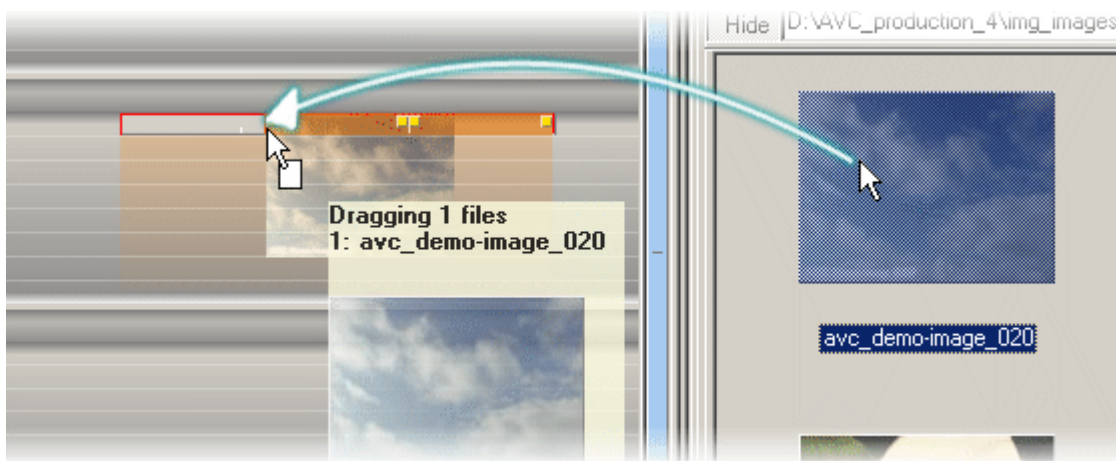 Hide D:\AVC_production_4\img_images
Dragging 1 files
1: avc_demo-image_020
avc_demo-image_020